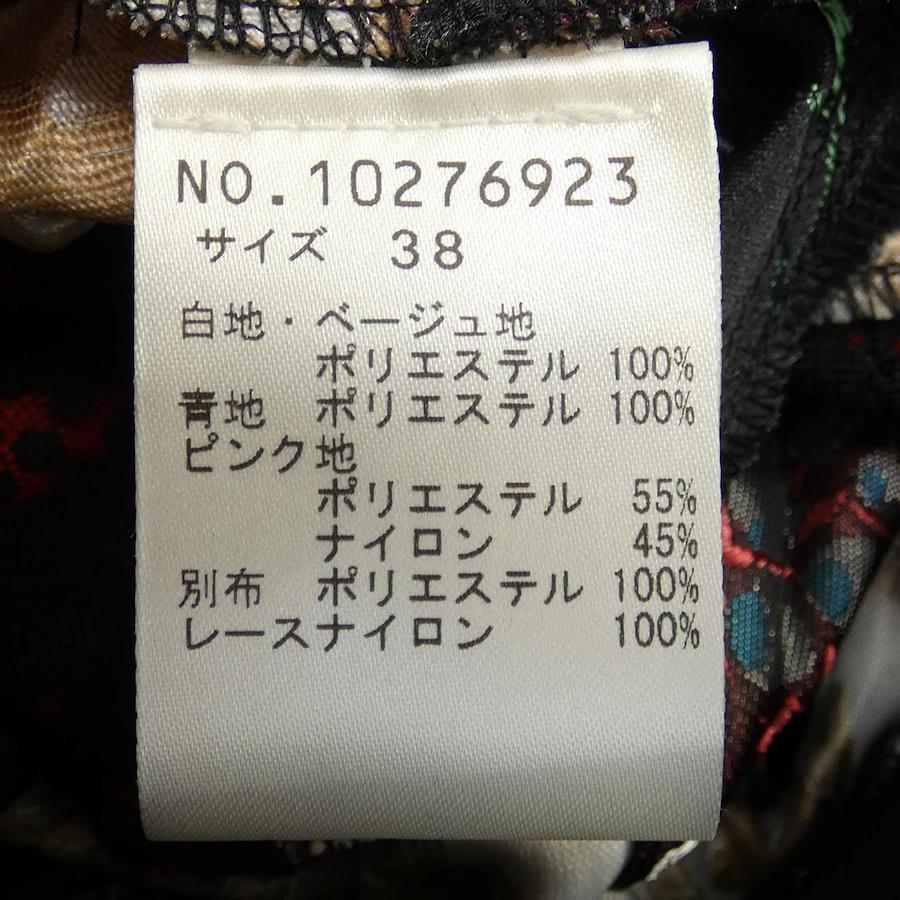 NO.10276923
サイズ 38
白地・ベージュ地
ポリエステル 100%
青地 ポリエステル 100%
ピンク地
ポリエステル 55%
ナイロン 45%
別布 ポリエステル 100%
レースナイロン 100%